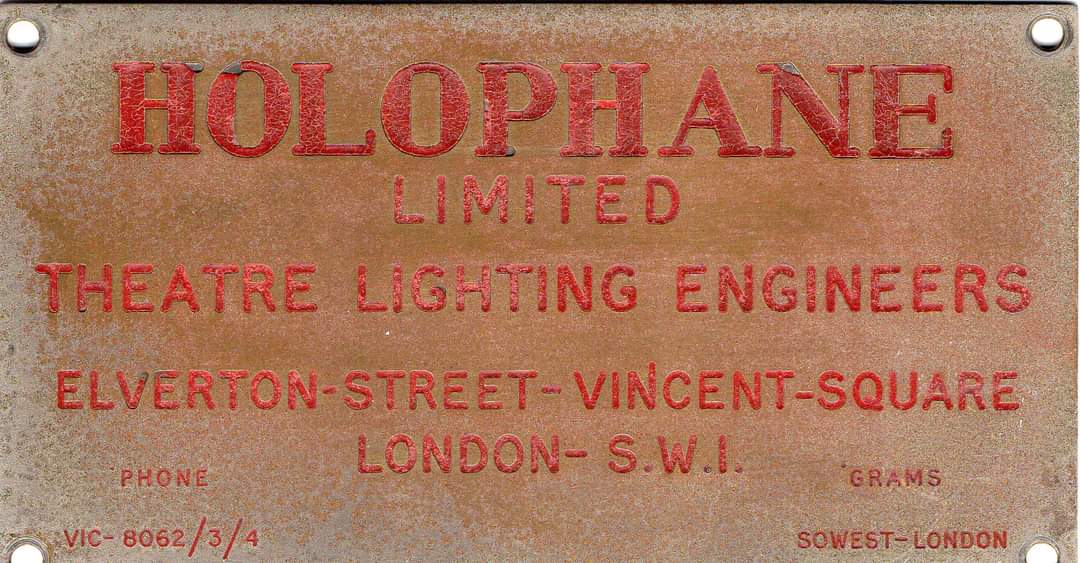 HOLOPHANE
LIMITED
THEATRE LIGHTING ENGINEERS
ELVERTON-STREET-VINCENT-SQUARE
LONDON- S.W.I.
PHONE GRAMS
VIC- 8062/3/4 SOWEST-LONDON